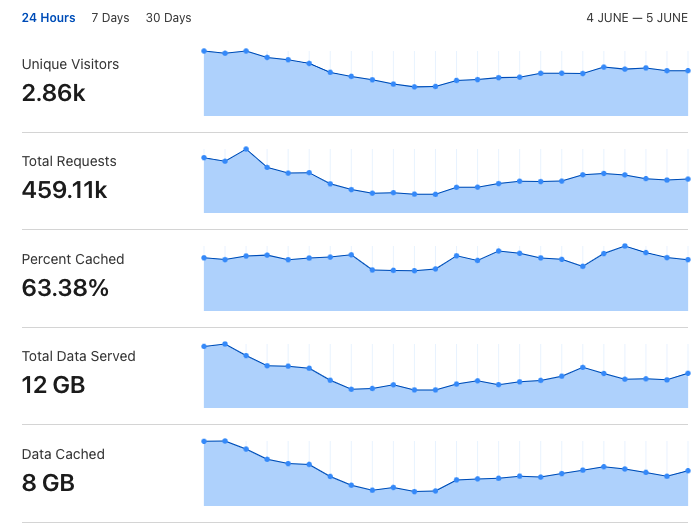 24 Hours 7 Days 30 Days 4 JUNE — 5 JUNE
Unique Visitors
2.86k
Total Requests
459.11k
Percent Cached
63.38%
Total Data Served
12 GB
Data Cached
8 GB